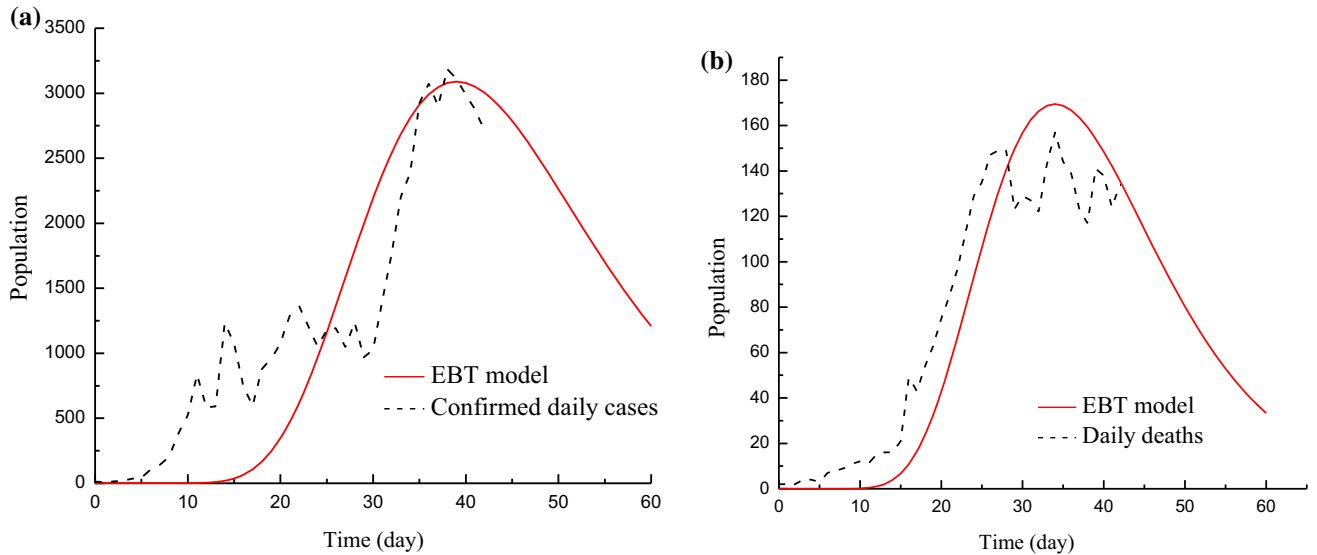 (a)
3500
3000
2500
2000
1500
1000
500
0
Population
0 10 20 30 40 50 60
Time (day)
EBT model
Confirmed daily cases
(b)
180
160
140
120
100
80
60
40
20
0
Population
0 10 20 30 40 50 60
Time (day)
EBT model
Daily deaths